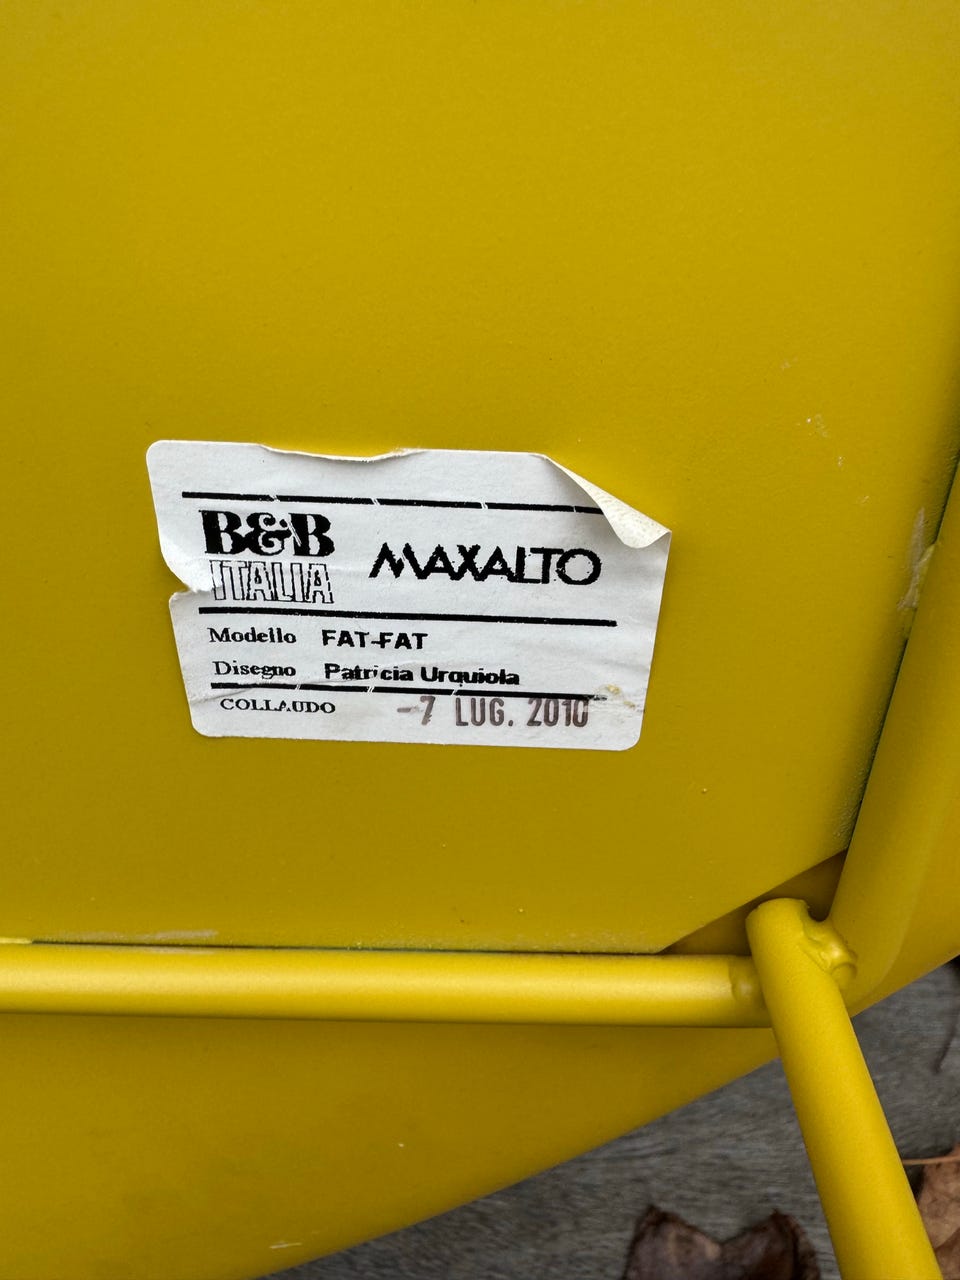 B&B MAXALTO
ITALIA
Modello FAT-FAT
Disegno Patricia Urquiola
COLLAUDO -7 LUG. 2010